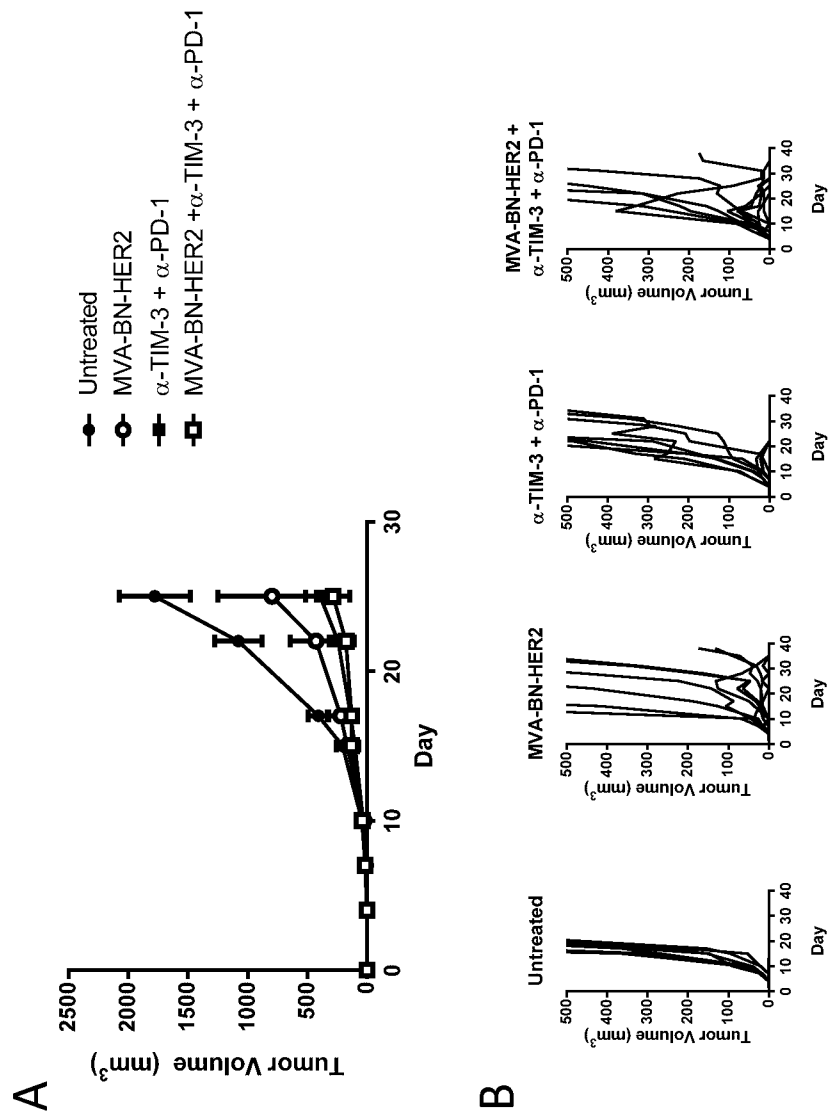 A
Tumor Volume (mm³)
2500
2000
1500
1000
500
0
0
10
20
30
Day
Untreated
MVA-BN-HER2
α-TIM-3 + α-PD-1
MVA-BN-HER2 +α-TIM-3 + α-PD-1
B
Untreated
Tumor Volume (mm³)
500
400
300
200
100
0
0
10
20
30
40
Day
MVA-BN-HER2
Tumor Volume (mm³)
500
400
300
200
100
0
0
10
20
30
40
Day
α-TIM-3 + α-PD-1
Tumor Volume (mm³)
500
400
300
200
100
0
0
10
20
30
40
Day
MVA-BN-HER2 +
α-TIM-3 + α-PD-1
Tumor Volume (mm³)
500
400
300
200
100
0
0
10
20
30
40
Day